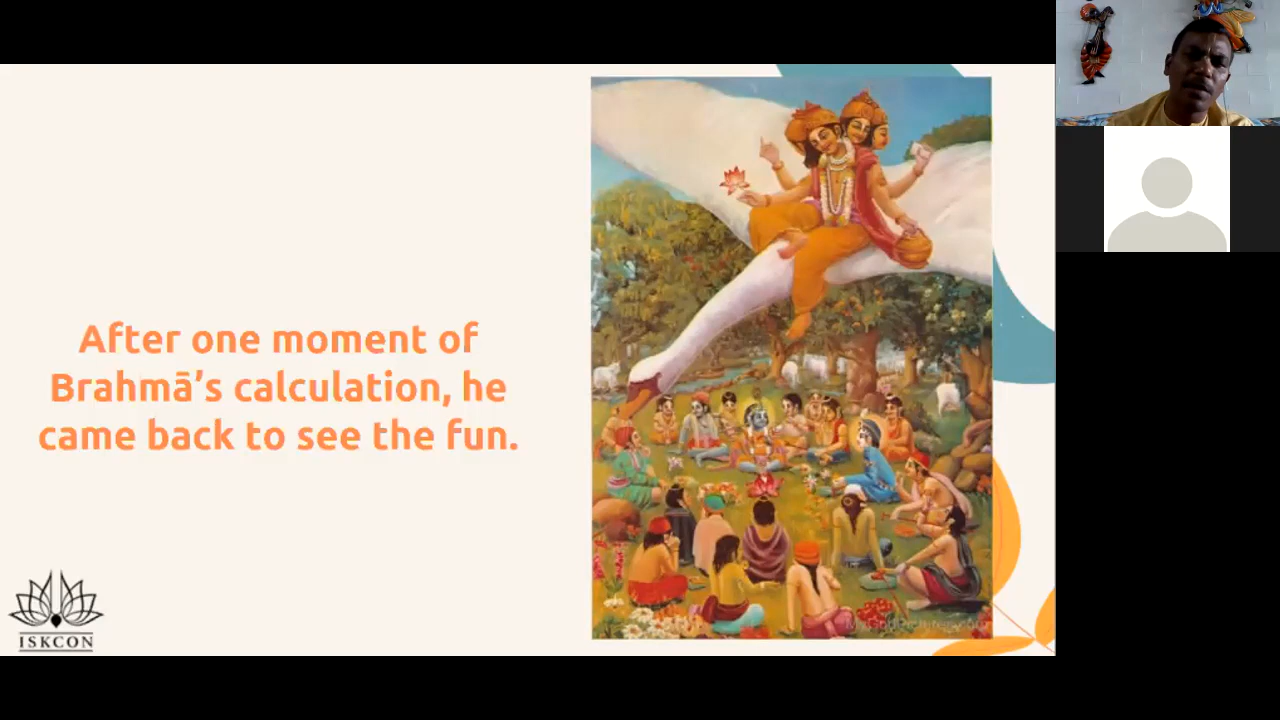 After one moment of
Brahmā's calculation, he
came back to see the fun.
ISKCON